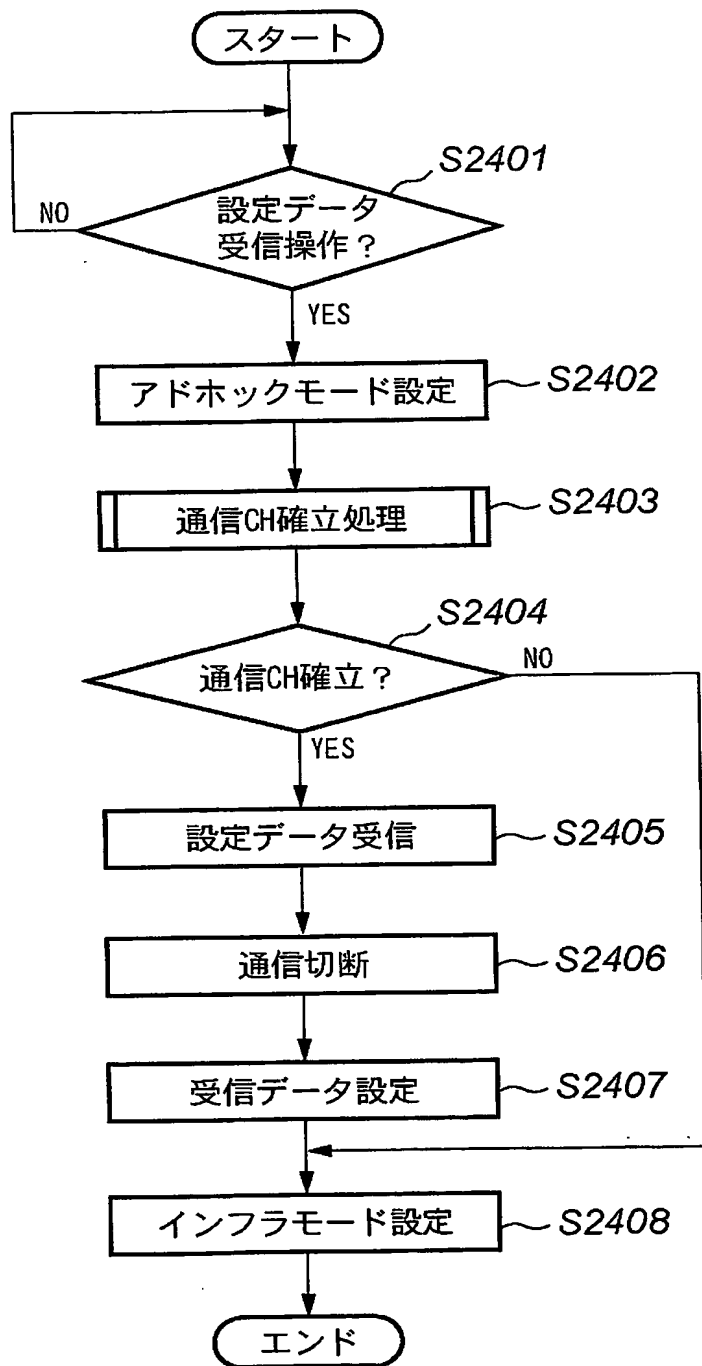 スタート
S2401
NO
設定データ
受信操作？
YES
アドホックモード設定
S2402
通信CH確立処理
S2403
S2404
通信CH確立？
NO
YES
設定データ受信
S2405
通信切断
S2406
受信データ設定
S2407
インフラモード設定
S2408
エンド